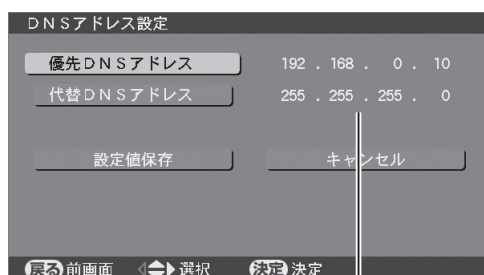 DNSアドレス設定
優先DNSアドレス 192 . 168 . 0 . 10
代替DNSアドレス 255 . 255 . 255 . 0
設定値保存 キャンセル
戻る 前画面 選択 決定 決定